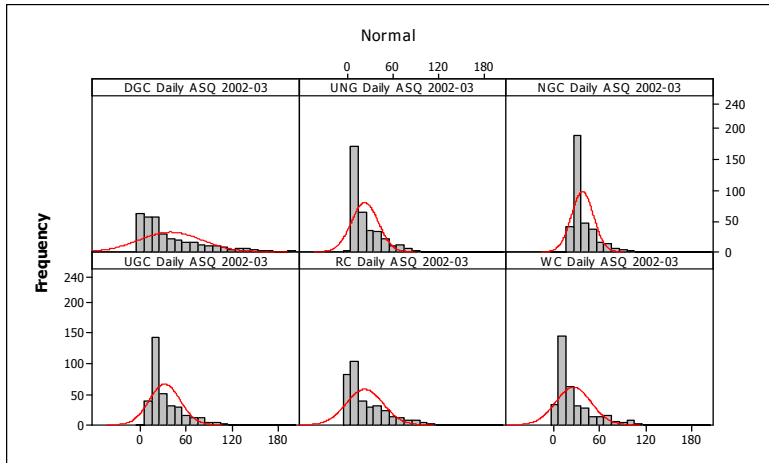 Normal
0 60 120 180
DGC Daily ASQ 2002-03 UNG Daily ASQ 2002-03 NGC Daily ASQ 2002-03
240
200
150
100
50
0
Frequency
UGC Daily ASQ 2002-03 RC Daily ASQ 2002-03 WC Daily ASQ 2002-03
240
200
150
100
50
0
0 60 120 180 0 60 120 180